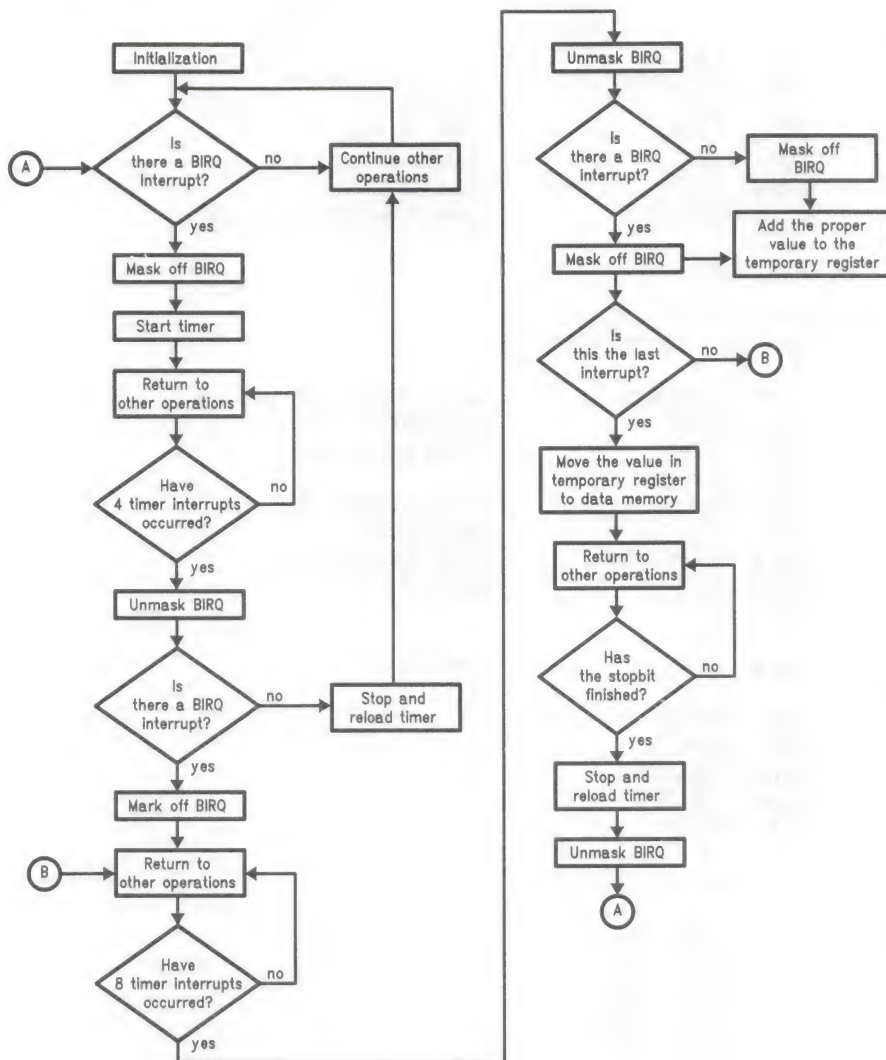 Initialization
Is
there a BIRQ
Interrupt?
A
no
Continue other
operations
yes
Mask off BIRQ
Start timer
Return to
other operations
Have
4 timer interrupts
occurred?
no
yes
Unmask BIRQ
Is
there a BIRQ
interrupt?
no
Stop and
reload timer
yes
Mark off BIRQ
B
Return to
other operations
Have
8 timer interrupts
occurred?
no
yes
Unmask BIRQ
Is
there a BIRQ
interrupt?
no
Mask off
BIRQ
yes
Add the proper
value to the
temporary register
Mask off BIRQ
Is
this the last
interrupt?
no
B
yes
Move the value in
temporary register
to data memory
Return to
other operations
Has
the stopbit
finished?
no
yes
Stop and
reload timer
Unmask BIRQ
A